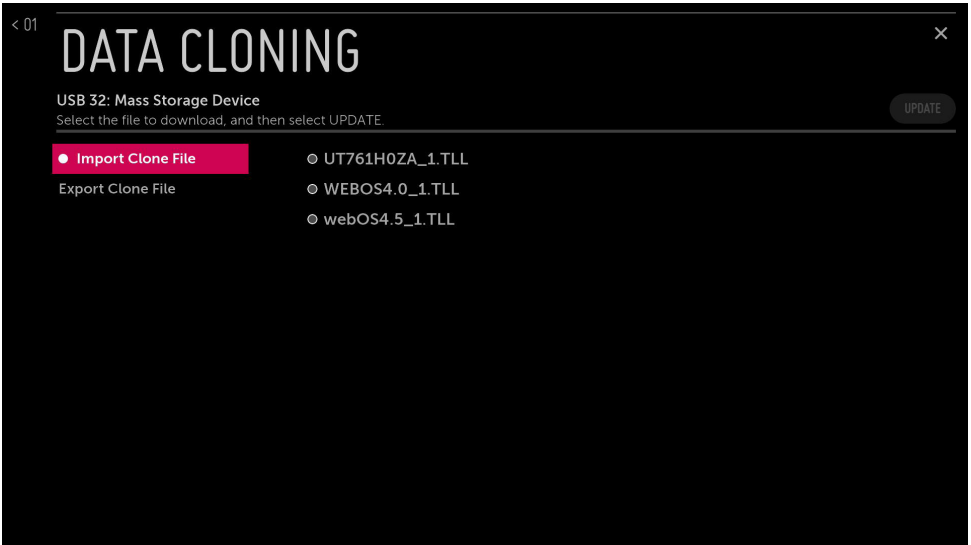 < 01
DATA CLONING
×
USB 32: Mass Storage Device
Select the file to download, and then select UPDATE.
UPDATE
Import Clone File
Export Clone File
UT761H0ZA_1.TLL
WEBOS4.0_1.TLL
webOS4.5_1.TLL